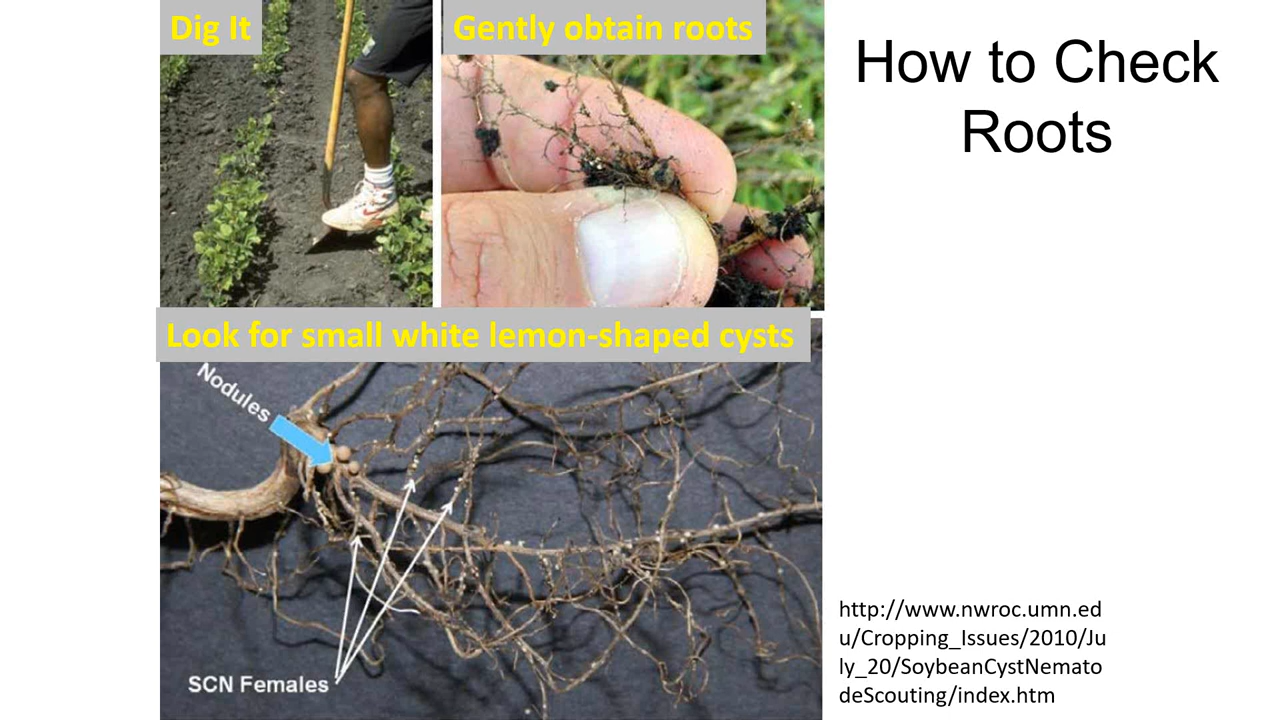 Dig It
Gently obtain roots
How to Check
Roots
Look for small white lemon-shaped cysts
Nodules
SCN Females
http://www.nwroc.umn.ed
u/Cropping_Issues/2010/Ju
ly_20/SoybeanCystNemato
deScouting/index.htm